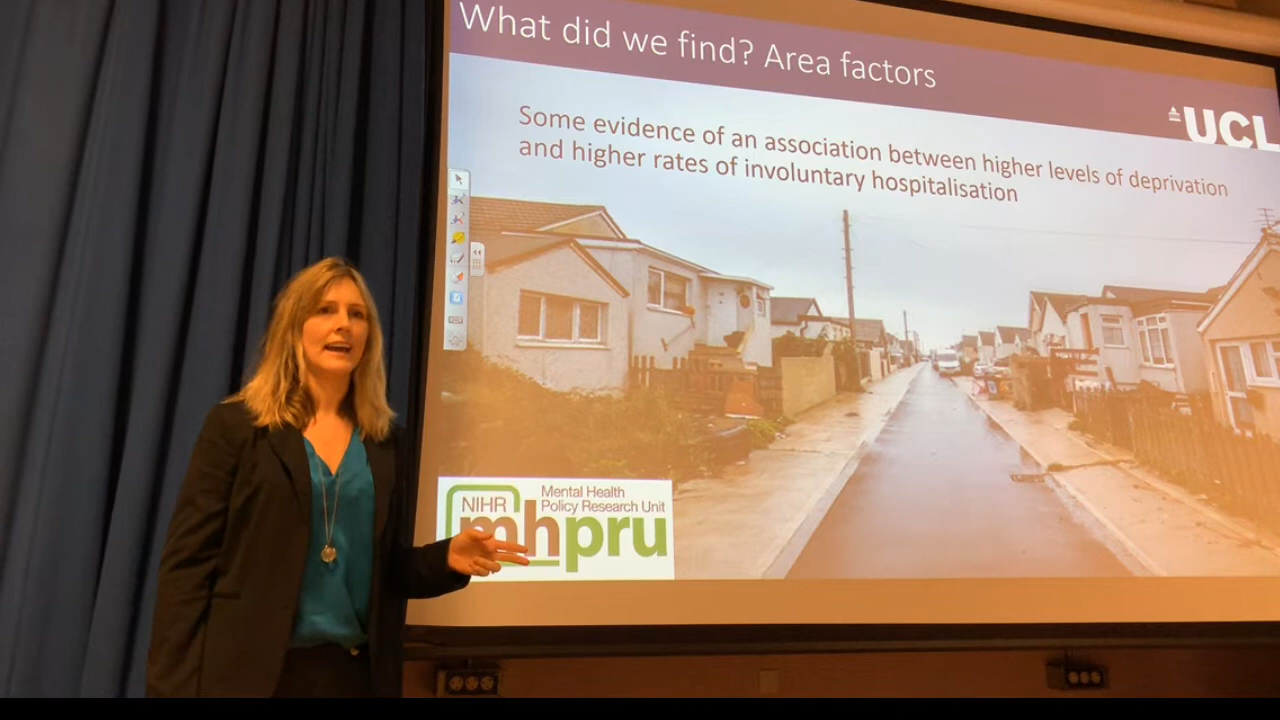 What did we find? Area factors
UCL
Some evidence of an association between higher levels of deprivation
and higher rates of involuntary hospitalisation
NIHR
Mental Health
Policy Research Unit
mhpru